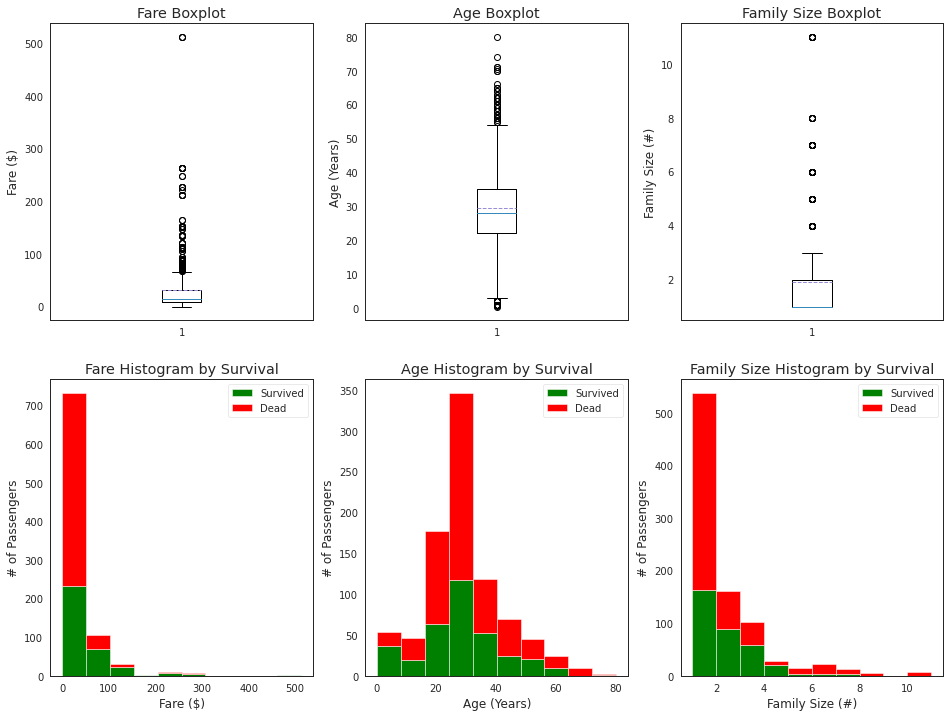 Fare Boxplot
Fare ($)
500
400
300
200
100
0
1
Age Boxplot
Age (Years)
80
70
60
50
40
30
20
10
0
1
Family Size Boxplot
Family Size (#)
10
8
6
4
2
1
Fare Histogram by Survival
# of Passengers
700
600
500
400
300
200
100
0
Survived
Dead
0 100 200 300 400 500
Fare ($)
Age Histogram by Survival
# of Passengers
350
300
250
200
150
100
50
0
Survived
Dead
0 20 40 60 80
Age (Years)
Family Size Histogram by Survival
# of Passengers
500
400
300
200
100
0
Survived
Dead
2 4 6 8 10
Family Size (#)